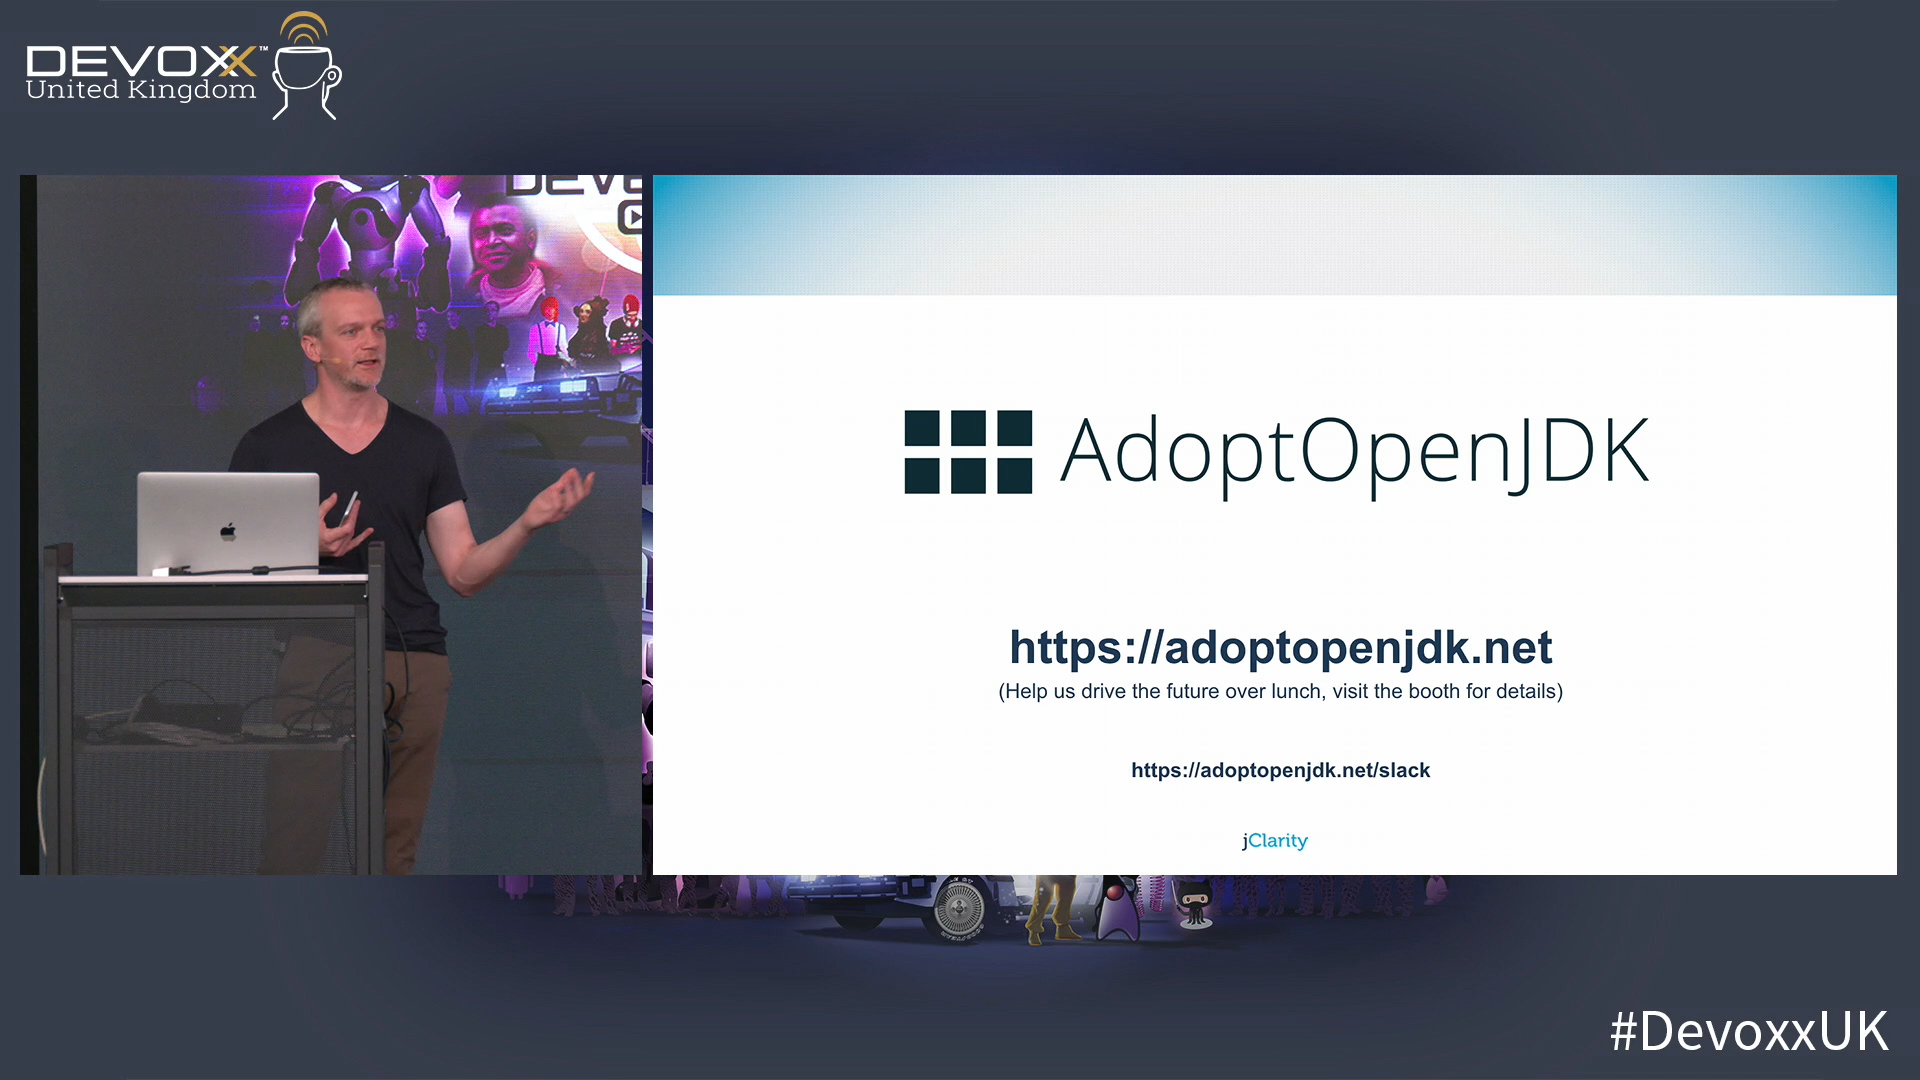 DEVOXX™
United Kingdom
DEVO
AdoptOpenJDK
https://adoptopenjdk.net
(Help us drive the future over lunch, visit the booth for details)
https://adoptopenjdk.net/slack
jClarity
#DevoxxUK